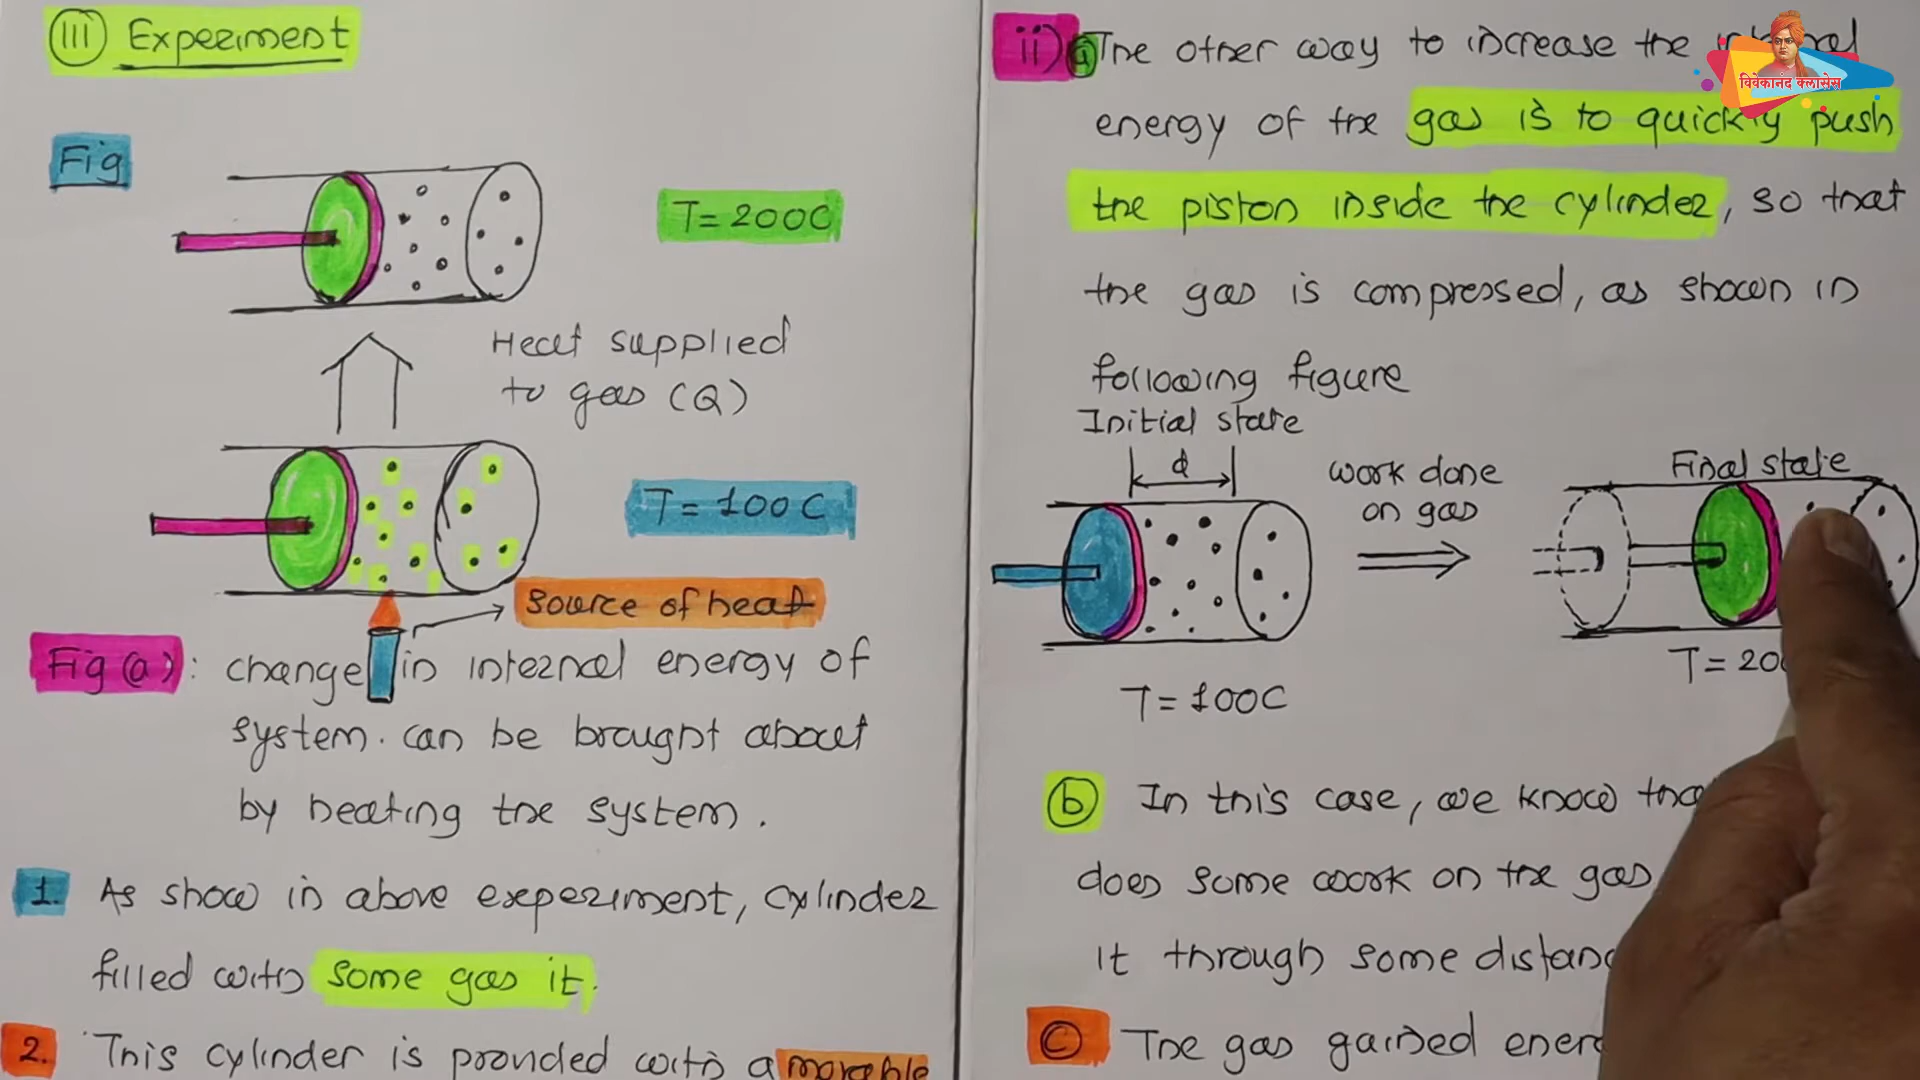 III Experiment
Fig
T = 200C
Heat supplied
to gas (Q)
T = 100 C
Source of heat
Fig (a) : change in internal energy of
system. can be brought about
by heating the system.
1. As show in above experiment, cylinder
filled with some gas it.
2. This cylinder is provided with a movable
ii) a The other way to increase the
energy of the gas is to quickly push
the piston inside the cylinder, so that
the gas is compressed, as shown in
following figure
Initial state
d
work done
on gas
Final state
T = 100C
T = 20
b In this case, we know
does some work on the gas
it through some
C The gas gained
विवेकानंद क्लासेस